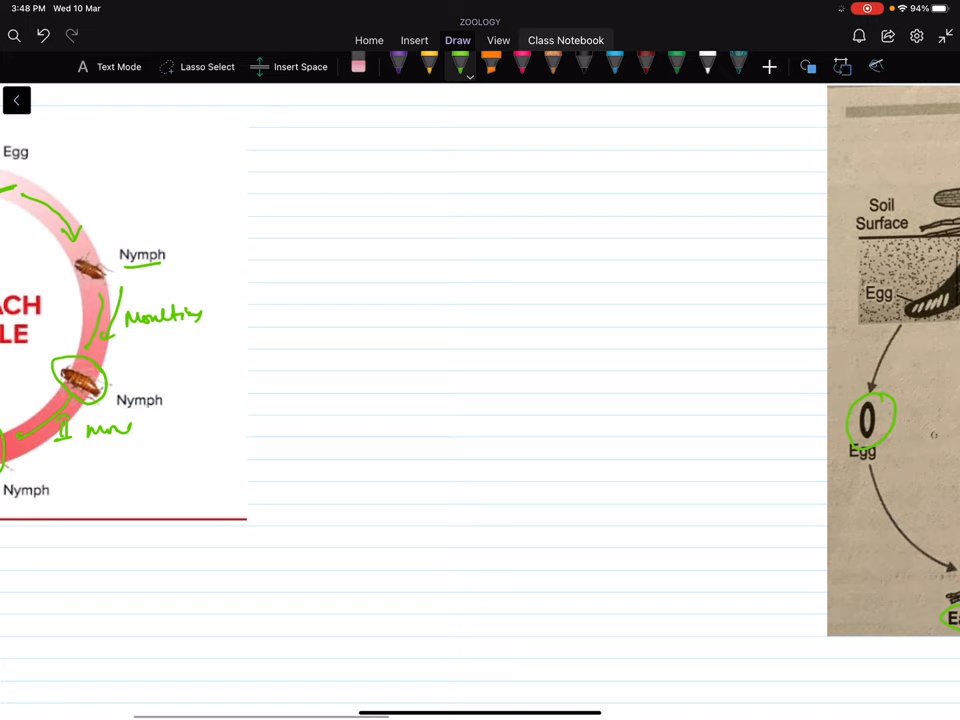 3:48 PM Wed 10 Mar
94%
ZOOLOGY
Home Insert Draw View Class Notebook
A Text Mode Lasso Select Insert Space
Egg
Nymph
ACH
LE
Moulting
Nymph
II
Nymph
Soil
Surface
Egg
Egg